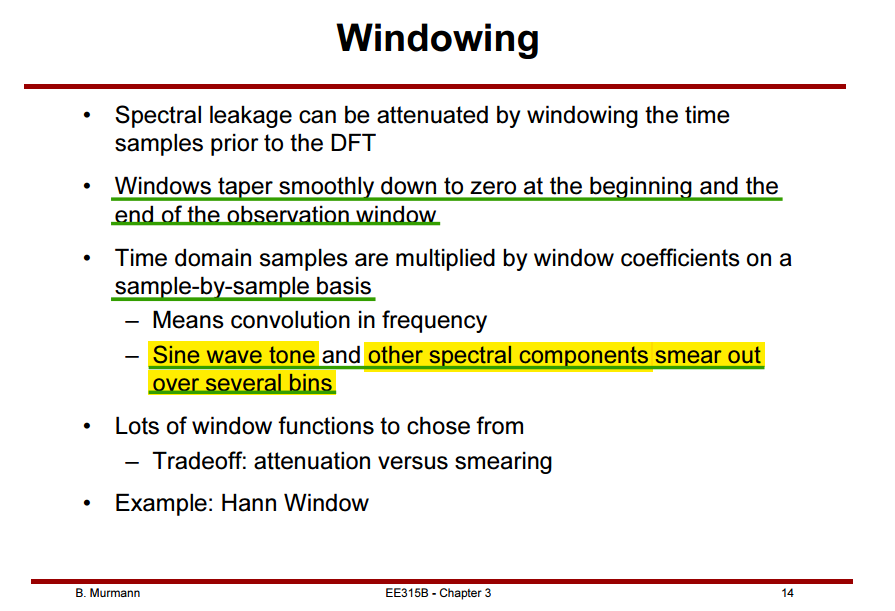 Windowing
• Spectral leakage can be attenuated by windowing the time
samples prior to the DFT
• Windows taper smoothly down to zero at the beginning and the
end of the observation window
• Time domain samples are multiplied by window coefficients on a
sample-by-sample basis
– Means convolution in frequency
– Sine wave tone and other spectral components smear out
over several bins
• Lots of window functions to chose from
– Tradeoff: attenuation versus smearing
• Example: Hann Window
B. Murmann EE315B - Chapter 3 14